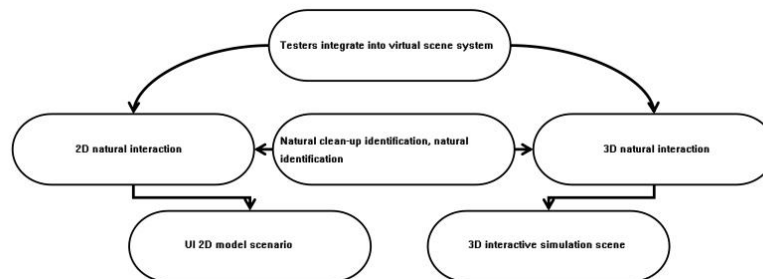 Testers integrate into virtual scene system
2D natural interaction
Natural clean-up identification, natural
identification
3D natural interaction
UI 2D model scenario
3D interactive simulation scene